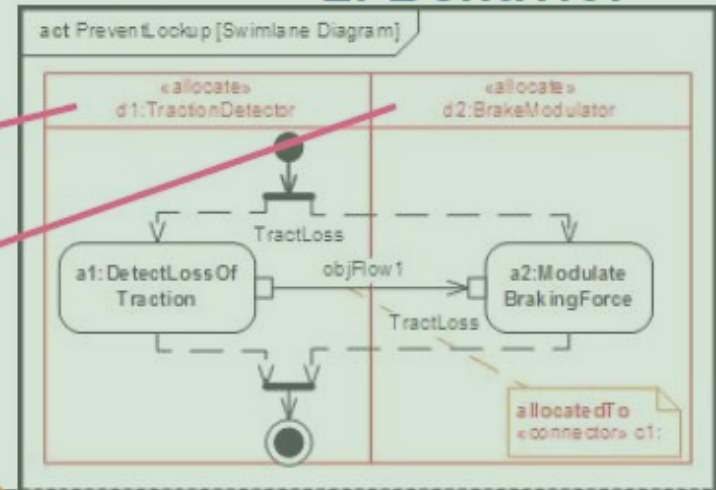 act PreventLockup [Swimlane Diagram]
«allocate»
d1:TractionDetector
«allocate»
d2:BrakeModulator
TractLoss
a1:DetectLossOf
Traction
objFlow1
a2:Modulate
BrakingForce
TractLoss
allocatedTo
«connector» c1: